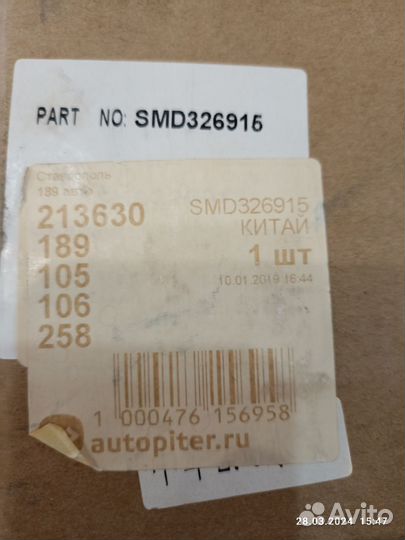 PART NO: SMD326915
Ставрополь
189 авто
213630
189
105
106
258
SMD326915
КИТАЙ
1 шт
10.01.2019 16:44
1 000476 156958
autopiter.ru
28.03.2024 15:47
Avito